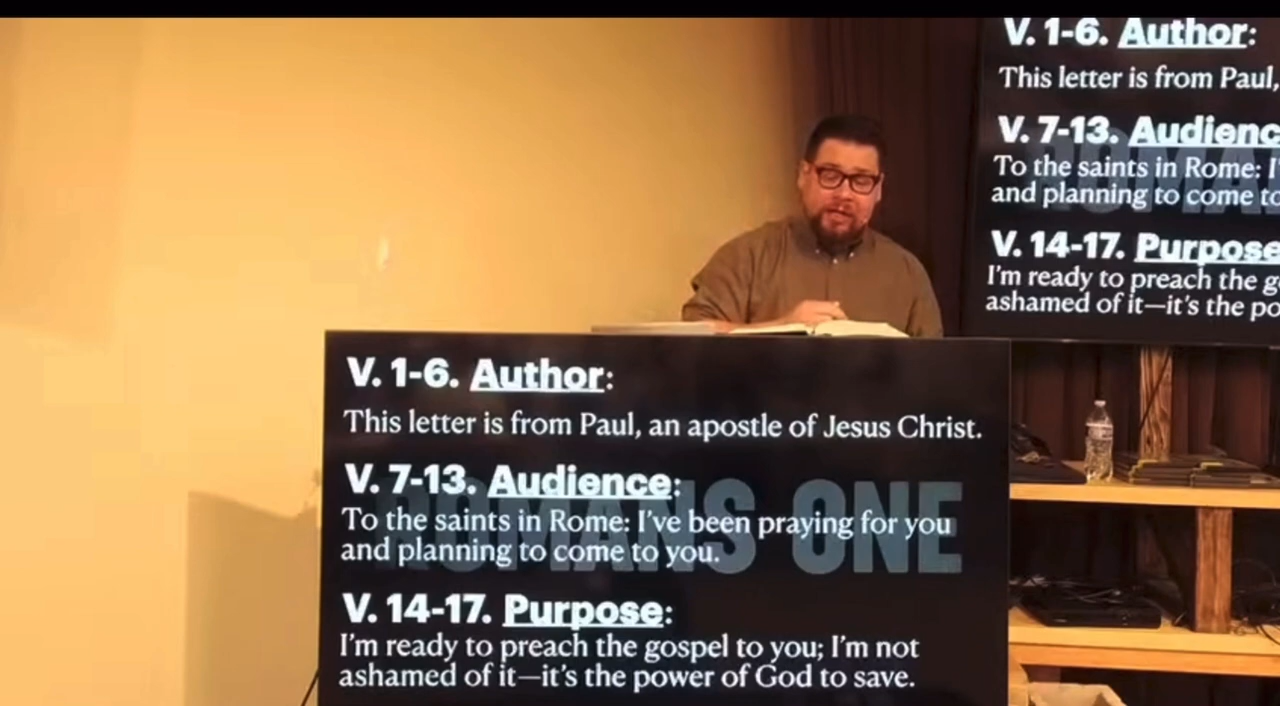 V. 1-6. Author:
This letter is from Paul,
V. 7-13. Audienc
To the saints in Rome: I'
and planning to come to
V. 14-17. Purpose
I'm ready to preach the g
ashamed of it—it's the po
V. 1-6. Author:
This letter is from Paul, an apostle of Jesus Christ.
V. 7-13. Audience:
ROMANS ONE
To the saints in Rome: I've been praying for you
and planning to come to you.
V. 14-17. Purpose:
I'm ready to preach the gospel to you; I'm not
ashamed of it—it's the power of God to save.